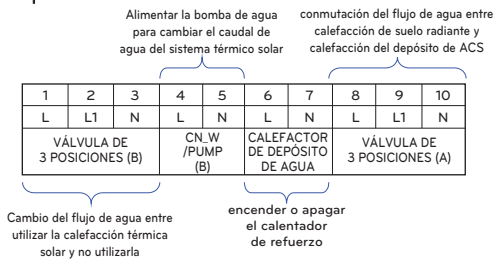 Alimentar la bomba de agua
para cambiar el caudal de
agua del sistema térmico solar
conmutación del flujo de agua entre
calefacción de suelo radiante y
calefacción del depósito de ACS
1 2 3 4 5 6 7 8 9 10
L L1 N L N L N L L1 N
VÁLVULA DE
3 POSICIONES (B)
CN_W
/PUMP
(B)
CALEFACTOR
DE DEPÓSITO
DE AGUA
VÁLVULA DE
3 POSICIONES (A)
Cambio del flujo de agua entre
utilizar la calefacción térmica
solar y no utilizarla
encender o apagar
el calentador
de refuerzo